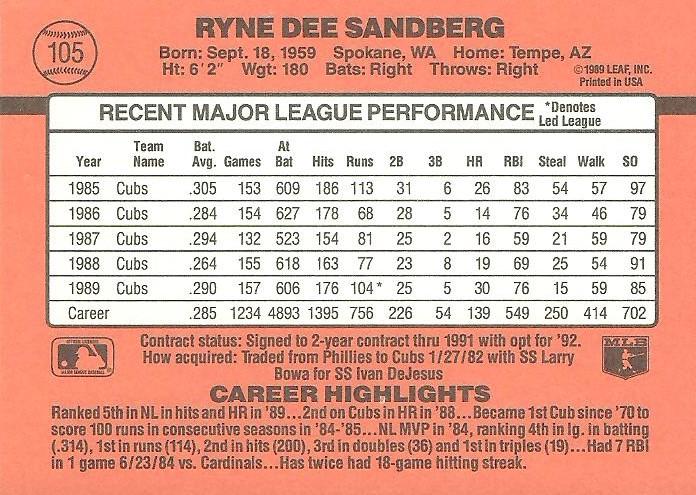 105
RYNE DEE SANDBERG
Born: Sept. 18, 1959 Spokane, WA Home: Tempe, AZ
Ht: 6'2" Wgt: 180 Bats: Right Throws: Right
©1989 LEAF, INC.
Printed in USA
RECENT MAJOR LEAGUE PERFORMANCE *Denotes Led League
Year Team Name Bat. Avg. Games At Bat Hits Runs 2B 3B HR RBI Steal Walk SO
1985 Cubs .305 153 609 186 113 31 6 26 83 54 57 97
1986 Cubs .284 154 627 178 68 28 5 14 76 34 46 79
1987 Cubs .294 132 523 154 81 25 2 16 59 21 59 79
1988 Cubs .264 155 618 163 77 23 8 19 69 25 54 91
1989 Cubs .290 157 606 176 104* 25 5 30 76 15 59 85
Career .285 1234 4893 1395 756 226 54 139 549 250 414 702
Contract status: Signed to 2-year contract thru 1991 with opt for '92.
How acquired: Traded from Phillies to Cubs 1/27/82 with SS Larry
Bowa for SS Ivan DeJesus
MAJOR LEAGUE BASEBALL
MLB
CAREER HIGHLIGHTS
Ranked 5th in NL in hits and HR in '89...2nd on Cubs in HR in '88...Became 1st Cub since '70 to
score 100 runs in consecutive seasons in '84-'85...NL MVP in '84, ranking 4th in lg. in batting
(.314), 1st in runs (114), 2nd in hits (200), 3rd in doubles (36) and 1st in triples (19)...Had 7 RBI
in 1 game 6/23/84 vs. Cardinals...Has twice had 18-game hitting streak.